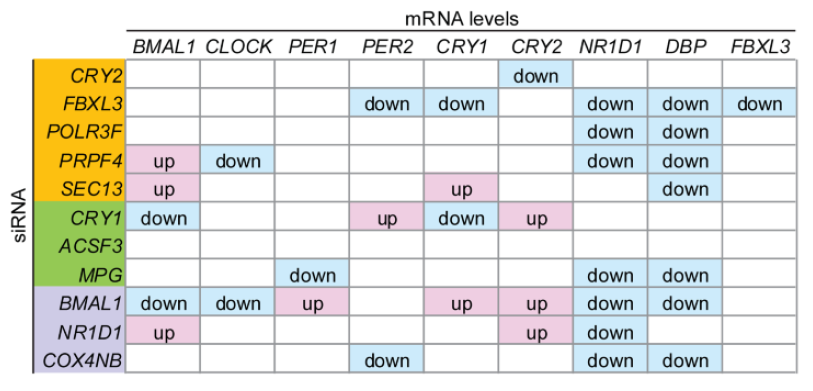 mRNA levels
BMAL1 CLOCK PER1 PER2 CRY1 CRY2 NR1D1 DBP FBXL3
siRNA
CRY2 down
FBXL3 down down down down down
POLR3F down down
PRPF4 up down down down
SEC13 up up down
CRY1 down up down up
ACSF3
MPG down down down
BMAL1 down down up up up down down
NR1D1 up up down
COX4NB down down down